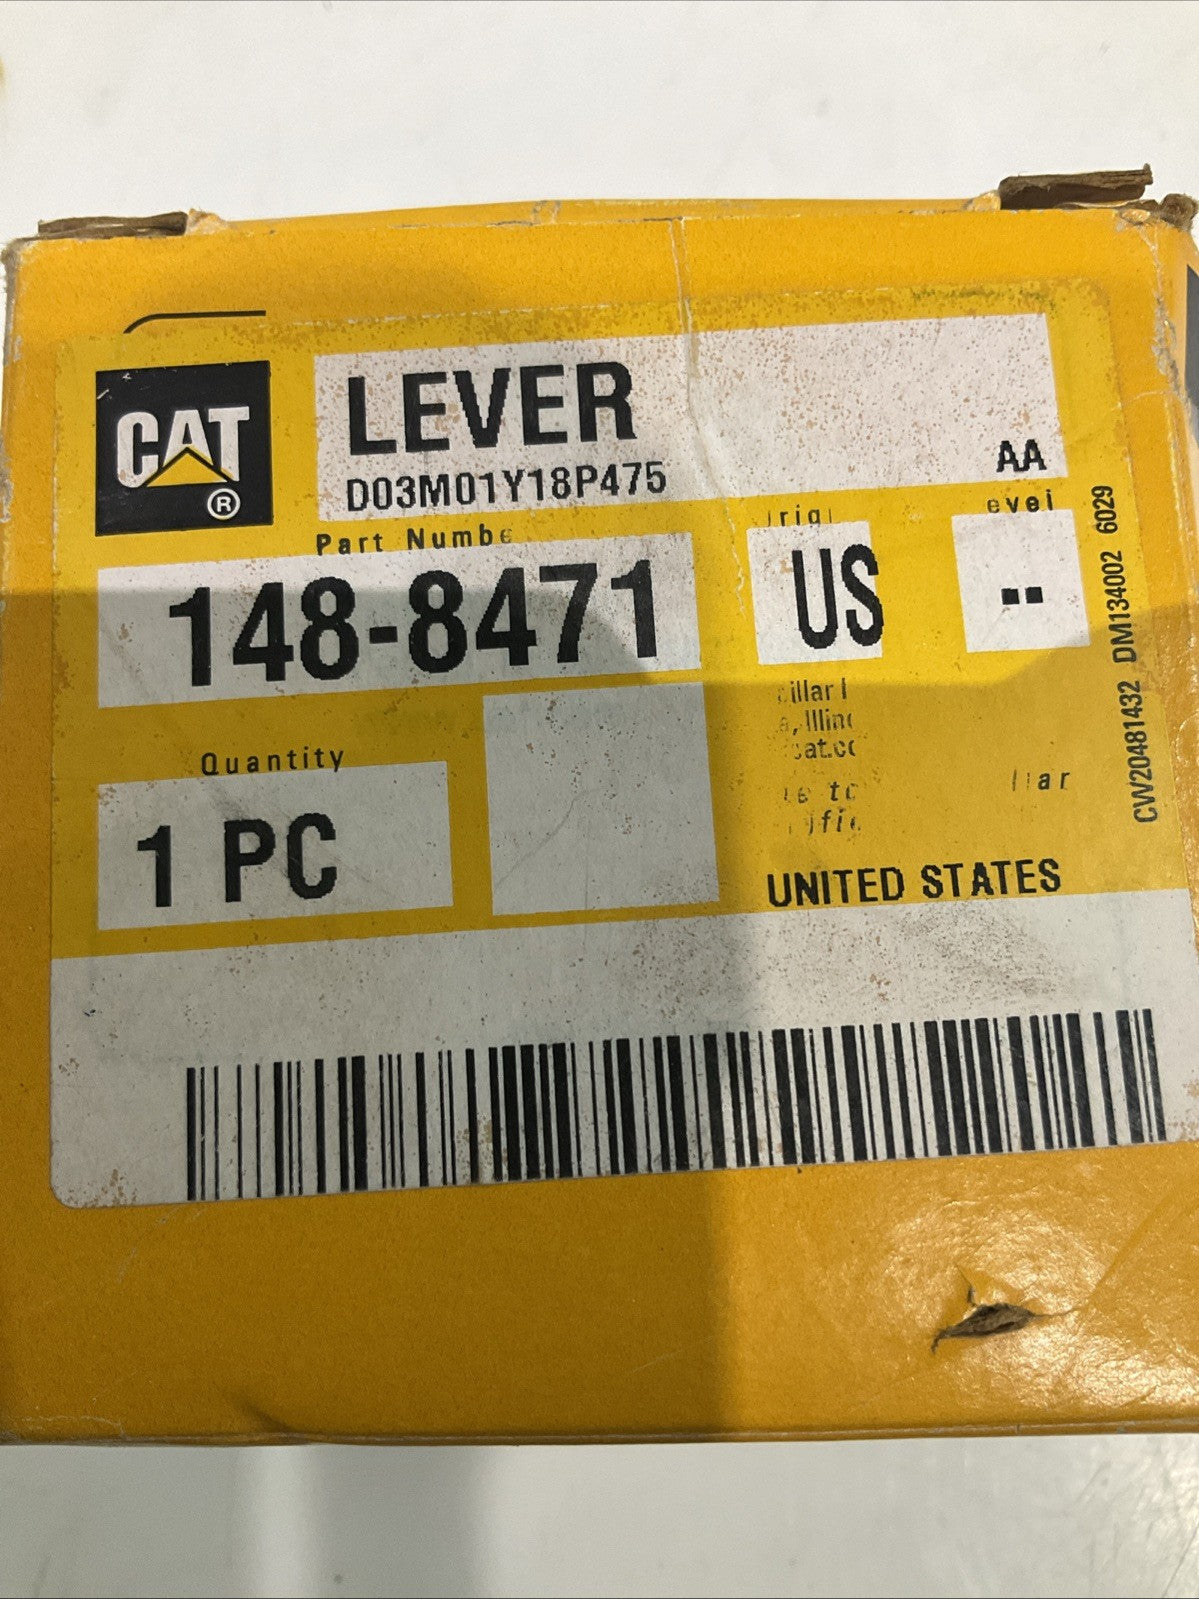 CAT
®
LEVER
D03M01Y18P475
AA
Part Numbe
148-8471
US
--
Quantity
1 PC
UNITED STATES
CW20481432 DM134002 6029